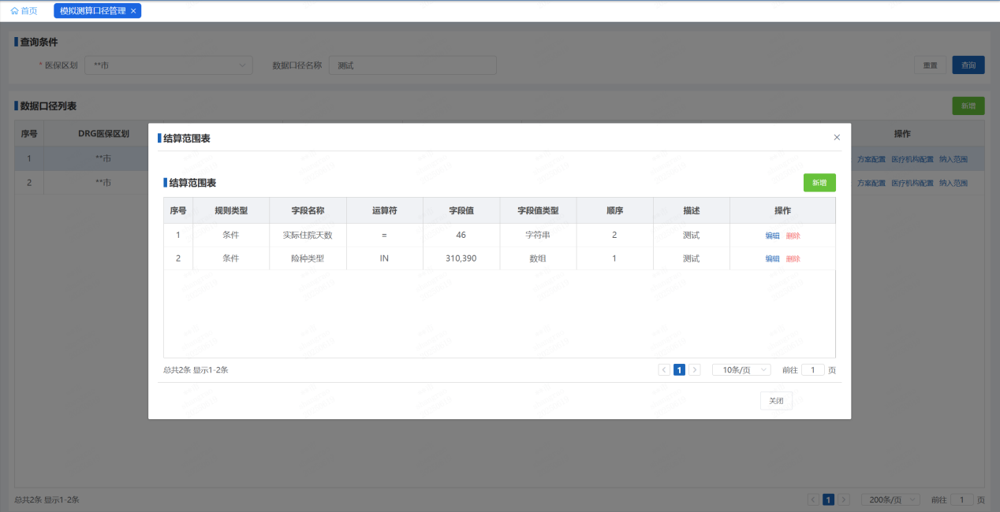 首页 模拟测算口径管理 ×
查询条件
* 医保区划 **市 数据口径名称 测试 重置 查询
数据口径列表 新增
序号 DRG医保区划 操作
1 **市 方案配置 医疗机构配置 纳入范围
2 **市 方案配置 医疗机构配置 纳入范围
结算范围表
结算范围表 新增
序号 规则类型 字段名称 运算符 字段值 字段值类型 顺序 描述 操作
1 条件 实际住院天数 = 46 字符串 2 测试 编辑 删除
2 条件 险种类型 IN 310,390 数组 1 测试 编辑 删除
总共2条 显示1-2条 1 10条/页 前往 1 页
关闭
总共2条 显示1-2条 1 200条/页 前往 1 页